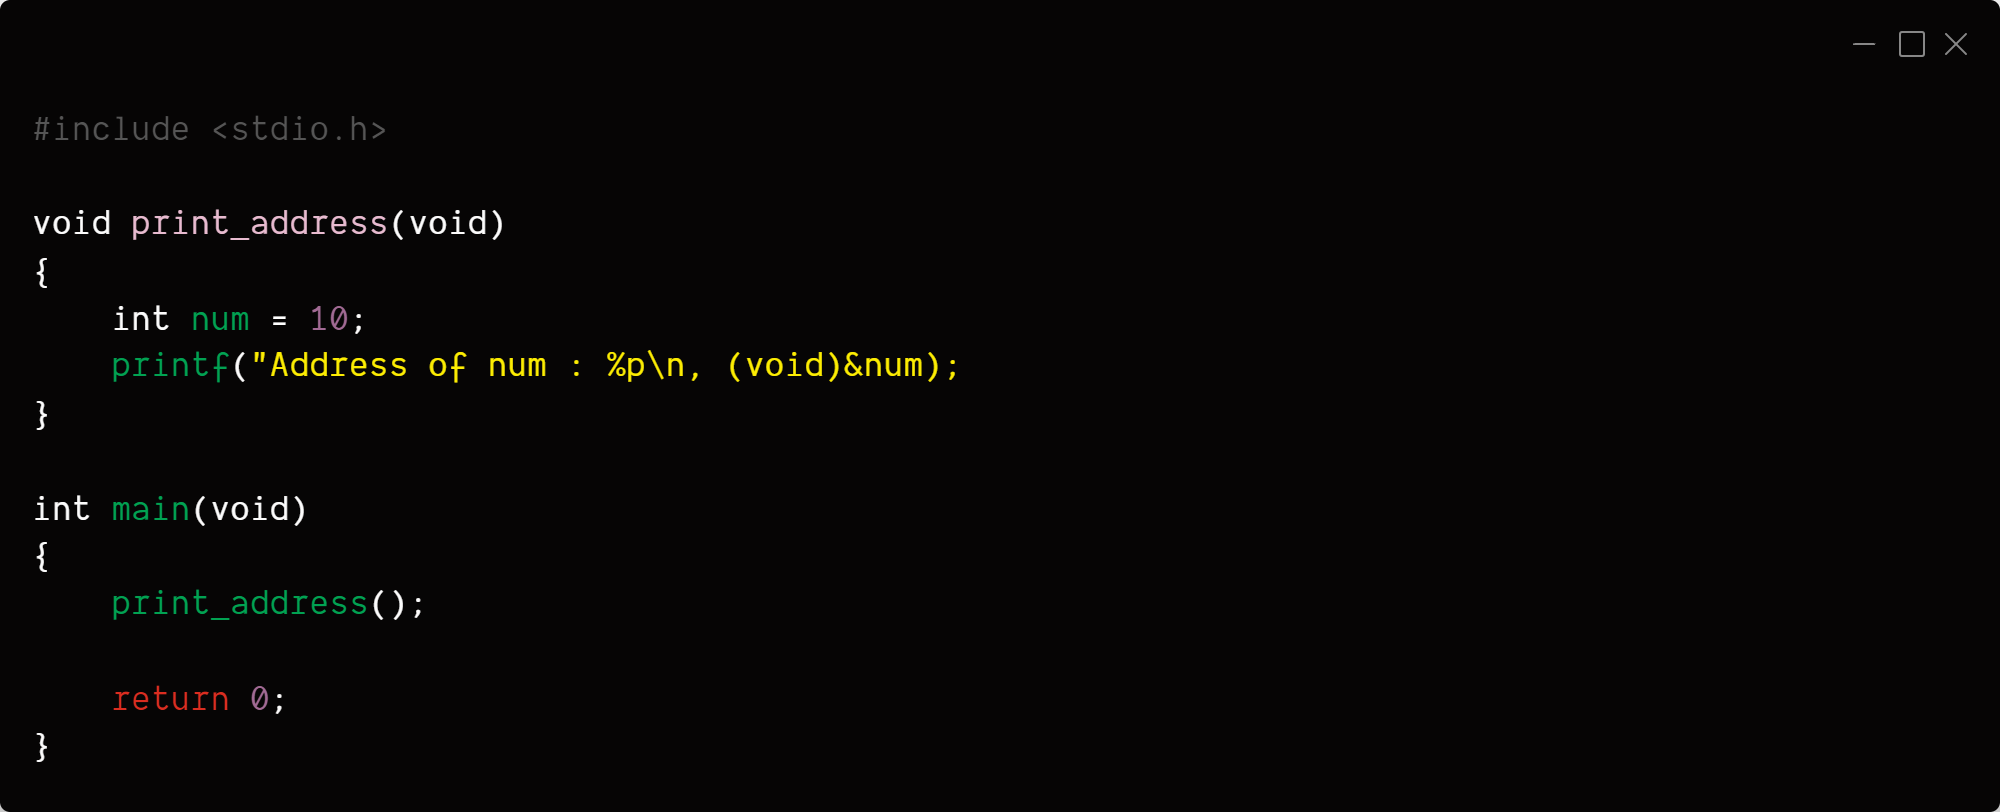 #include <stdio.h>
void print_address(void)
{
    int num = 10;
    printf("Address of num : %p\n, (void)&num);
}
int main(void)
{
    print_address();
    return 0;
}